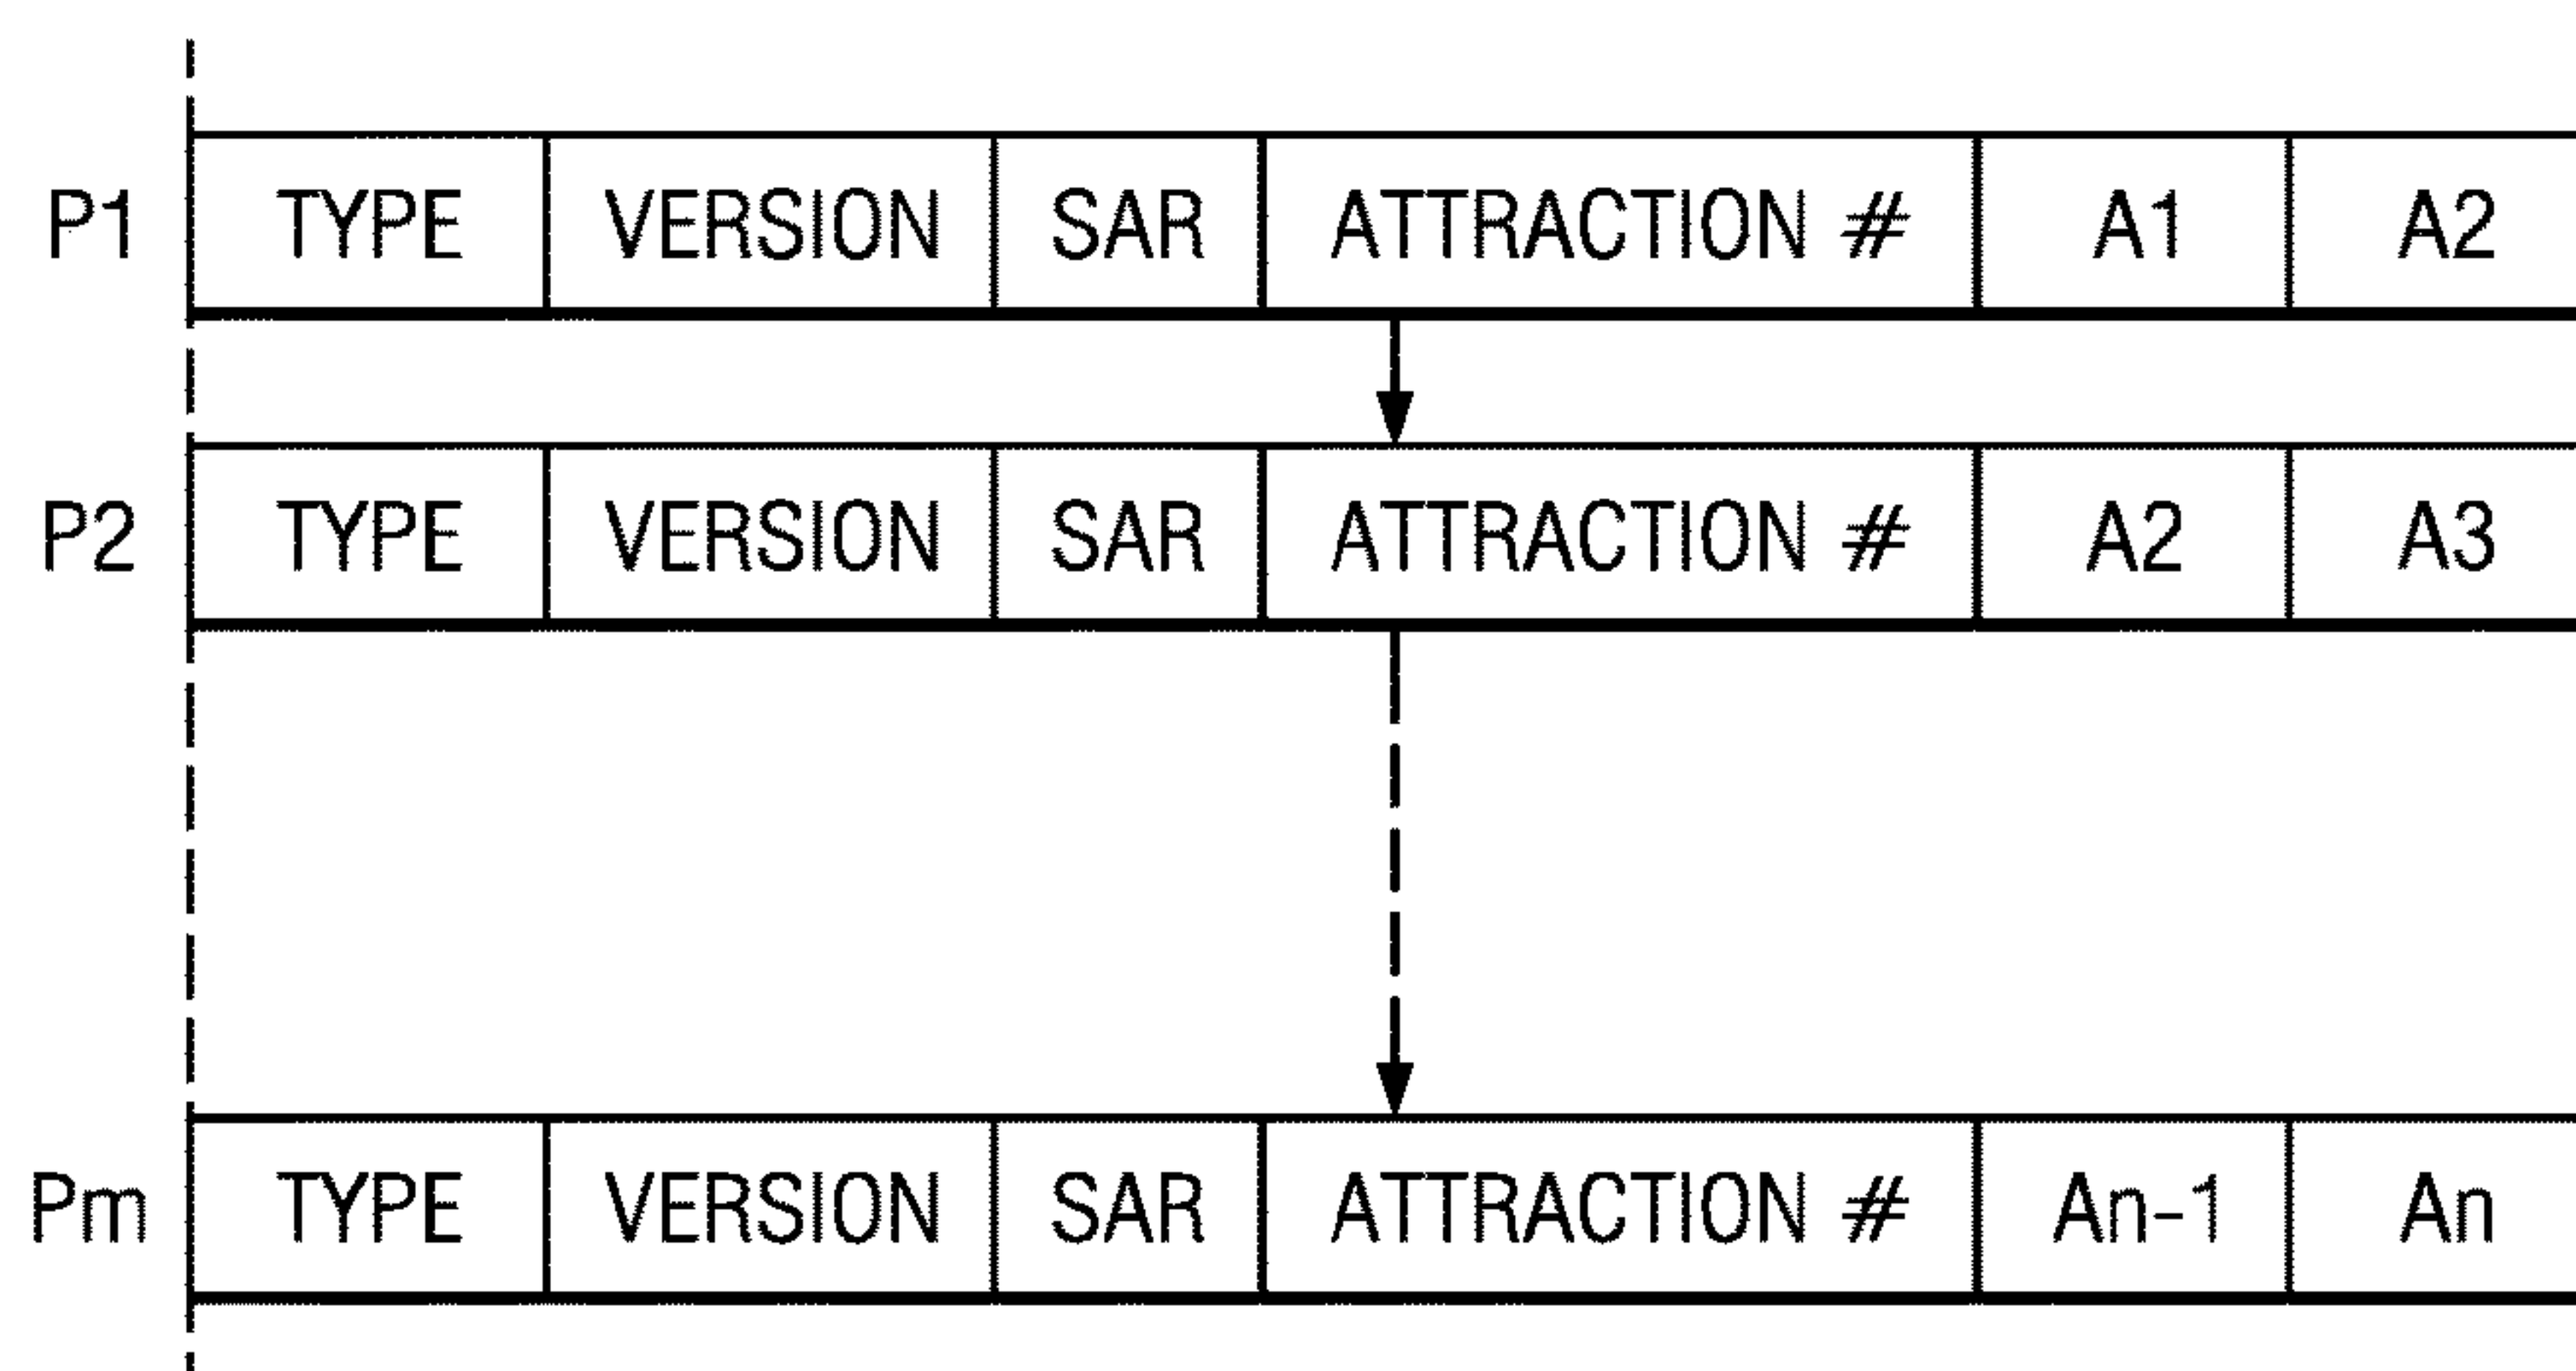 P1 TYPE VERSION SAR ATTRACTION # A1 A2
P2 TYPE VERSION SAR ATTRACTION # A2 A3
Pm TYPE VERSION SAR ATTRACTION # An-1 An